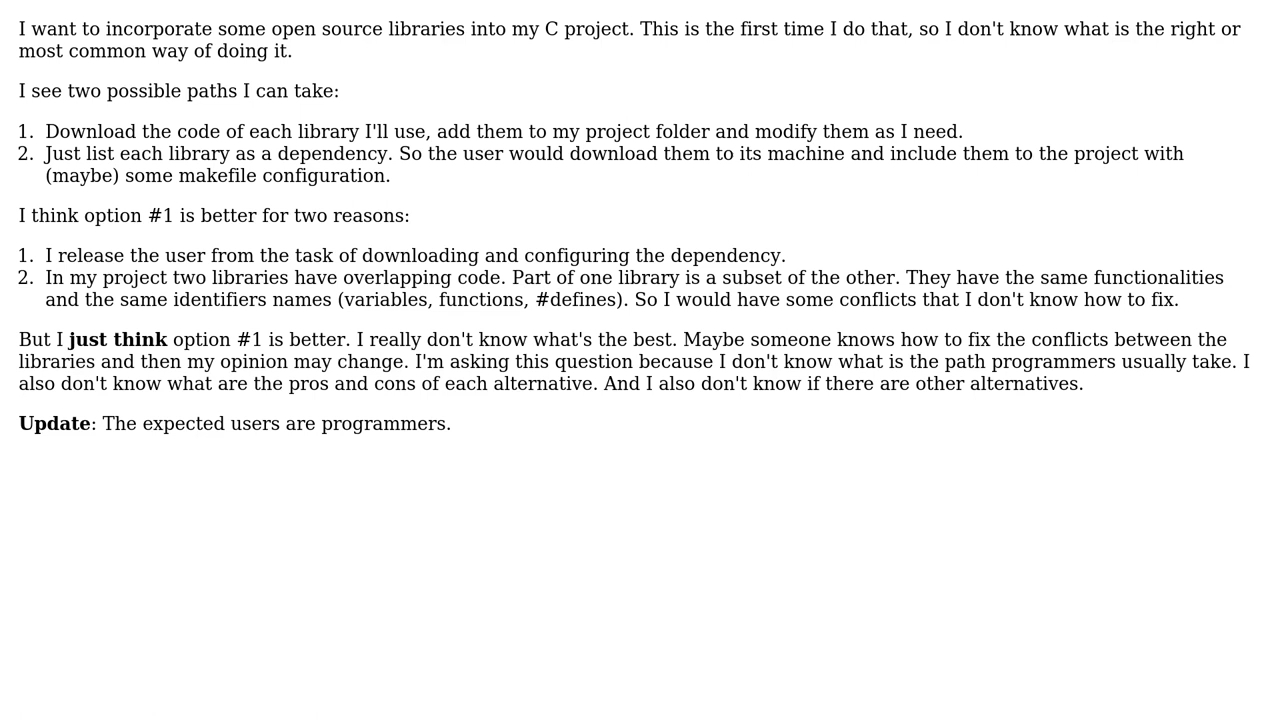 I want to incorporate some open source libraries into my C project. This is the first time I do that, so I don't know what is the right or
most common way of doing it.
I see two possible paths I can take:
1. Download the code of each library I'll use, add them to my project folder and modify them as I need.
2. Just list each library as a dependency. So the user would download them to its machine and include them to the project with
(maybe) some makefile configuration.
I think option #1 is better for two reasons:
1. I release the user from the task of downloading and configuring the dependency.
2. In my project two libraries have overlapping code. Part of one library is a subset of the other. They have the same functionalities
and the same identifiers names (variables, functions, #defines). So I would have some conflicts that I don't know how to fix.
But I just think option #1 is better. I really don't know what's the best. Maybe someone knows how to fix the conflicts between the
libraries and then my opinion may change. I'm asking this question because I don't know what is the path programmers usually take. I
also don't know what are the pros and cons of each alternative. And I also don't know if there are other alternatives.
Update: The expected users are programmers.